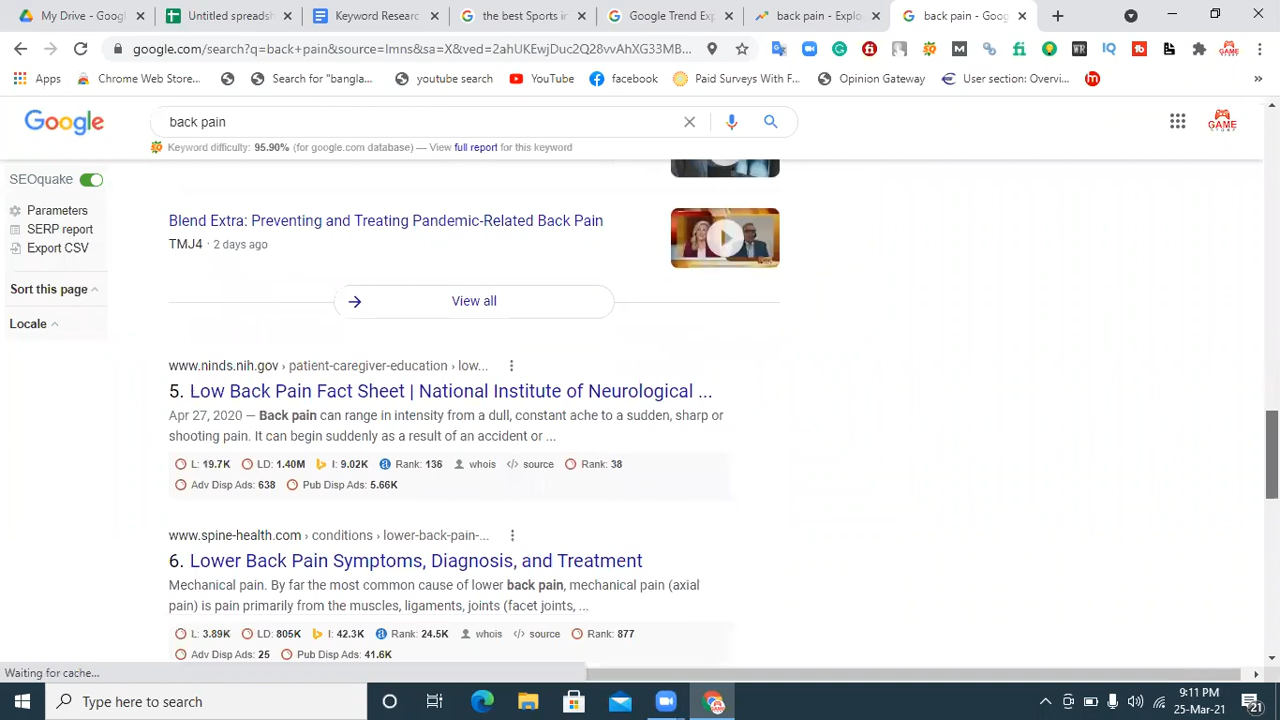 My Drive - Googl
Untitled spreadsh
Keyword Researc
the best Sports in
Google Trend Exp
back pain - Explo
back pain - Goog
google.com/search?q=back+pain&source=lmns&sa=X&ved=2ahUKEwjDuc2Q28vvAhXG33MB...
Apps
Chrome Web Store...
Search for "bangla...
youtube search
YouTube
facebook
Paid Surveys With F...
Opinion Gateway
User section: Overvi...
Google
back pain
GAME STORY
Keyword difficulty: 95.90% (for google.com database) — View full report for this keyword
SEOquake
Parameters
SERP report
Export CSV
Sort this page
Locale
Blend Extra: Preventing and Treating Pandemic-Related Back Pain
TMJ4 · 2 days ago
View all
www.ninds.nih.gov › patient-caregiver-education › low...
5. Low Back Pain Fact Sheet | National Institute of Neurological ...
Apr 27, 2020 — Back pain can range in intensity from a dull, constant ache to a sudden, sharp or
shooting pain. It can begin suddenly as a result of an accident or ...
L: 19.7K LD: 1.40M I: 9.02K Rank: 136 whois source Rank: 38
Adv Disp Ads: 638 Pub Disp Ads: 5.66K
www.spine-health.com › conditions › lower-back-pain-...
6. Lower Back Pain Symptoms, Diagnosis, and Treatment
Mechanical pain. By far the most common cause of lower back pain, mechanical pain (axial
pain) is pain primarily from the muscles, ligaments, joints (facet joints, ...
L: 3.89K LD: 805K I: 42.3K Rank: 24.5K whois source Rank: 877
Adv Disp Ads: 25 Pub Disp Ads: 41.6K
Waiting for cache...
Type here to search
9:11 PM
25-Mar-21
21